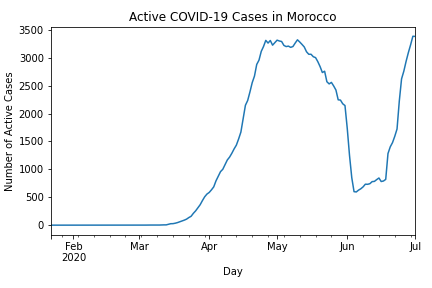 Active COVID-19 Cases in Morocco
3500
3000
2500
2000
1500
1000
500
0
Number of Active Cases
Feb
2020
Mar
Apr
May
Jun
Jul
Day